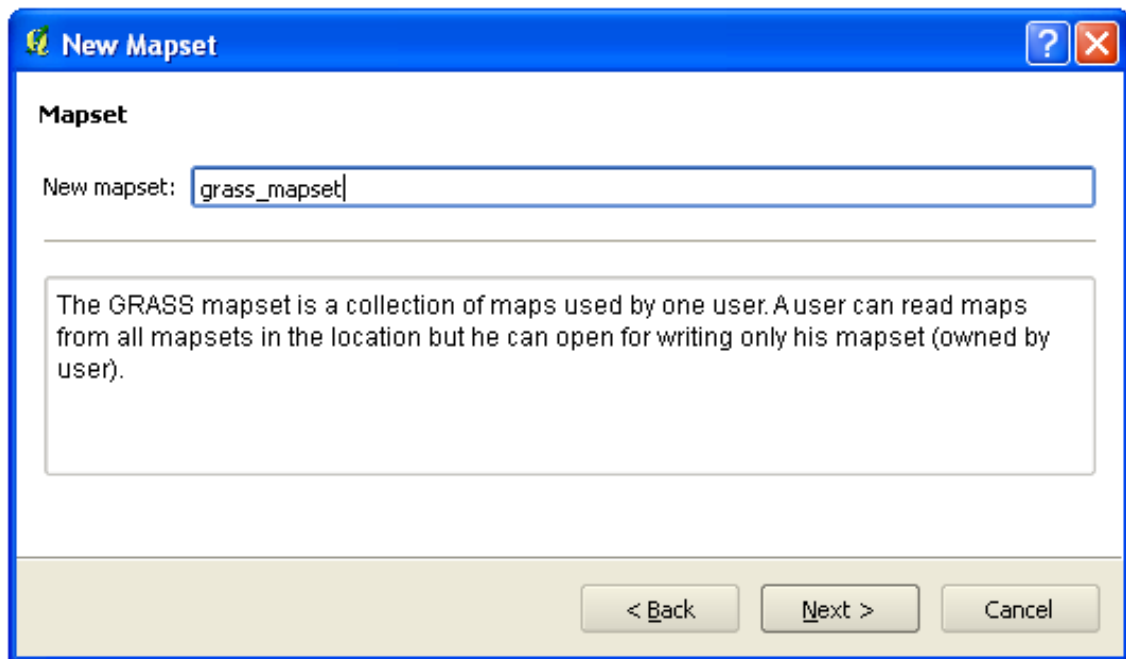 New Mapset
Mapset
New mapset: grass_mapset
The GRASS mapset is a collection of maps used by one user. A user can read maps
from all mapsets in the location but he can open for writing only his mapset (owned by
user).
< Back Next > Cancel